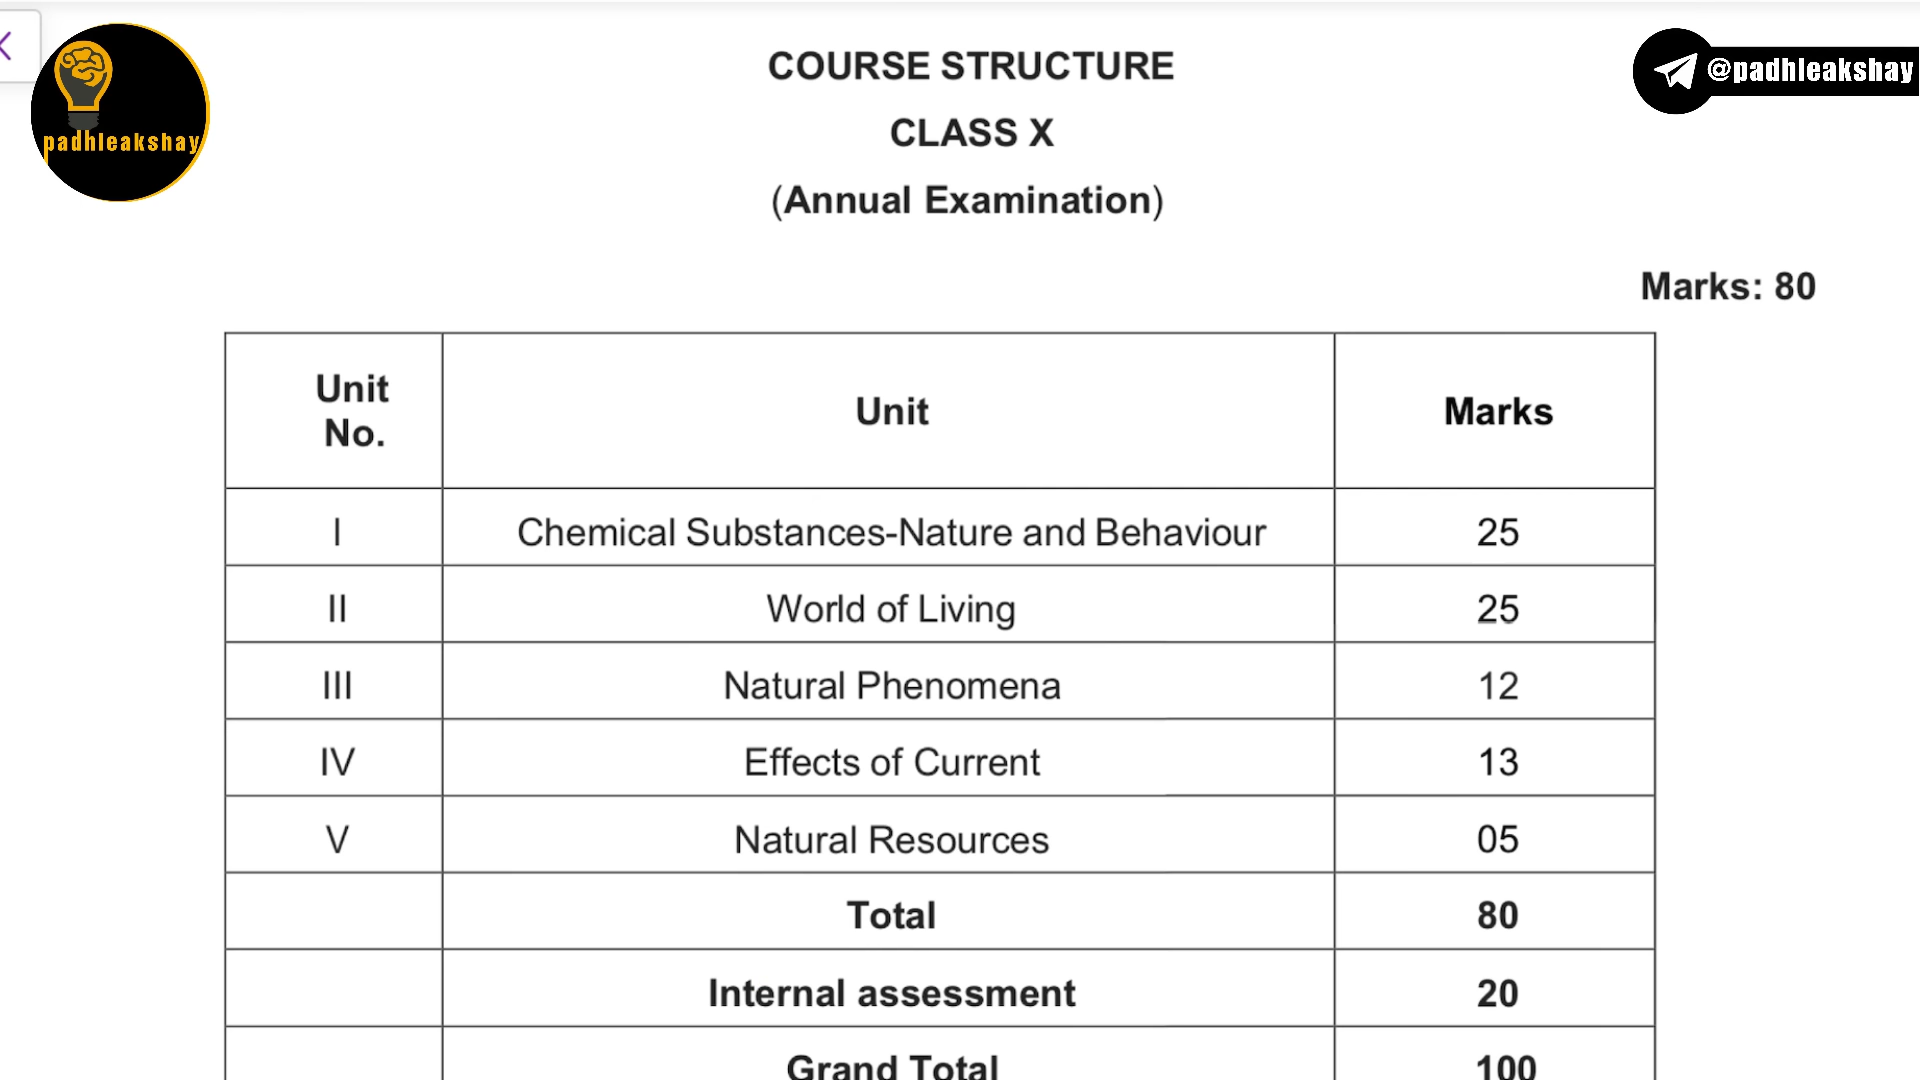 padhleakshay
@padhleakshay
COURSE STRUCTURE
CLASS X
(Annual Examination)
Marks: 80
Unit No. Unit Marks
I Chemical Substances-Nature and Behaviour 25
II World of Living 25
III Natural Phenomena 12
IV Effects of Current 13
V Natural Resources 05
Total 80
Internal assessment 20
Grand Total 100